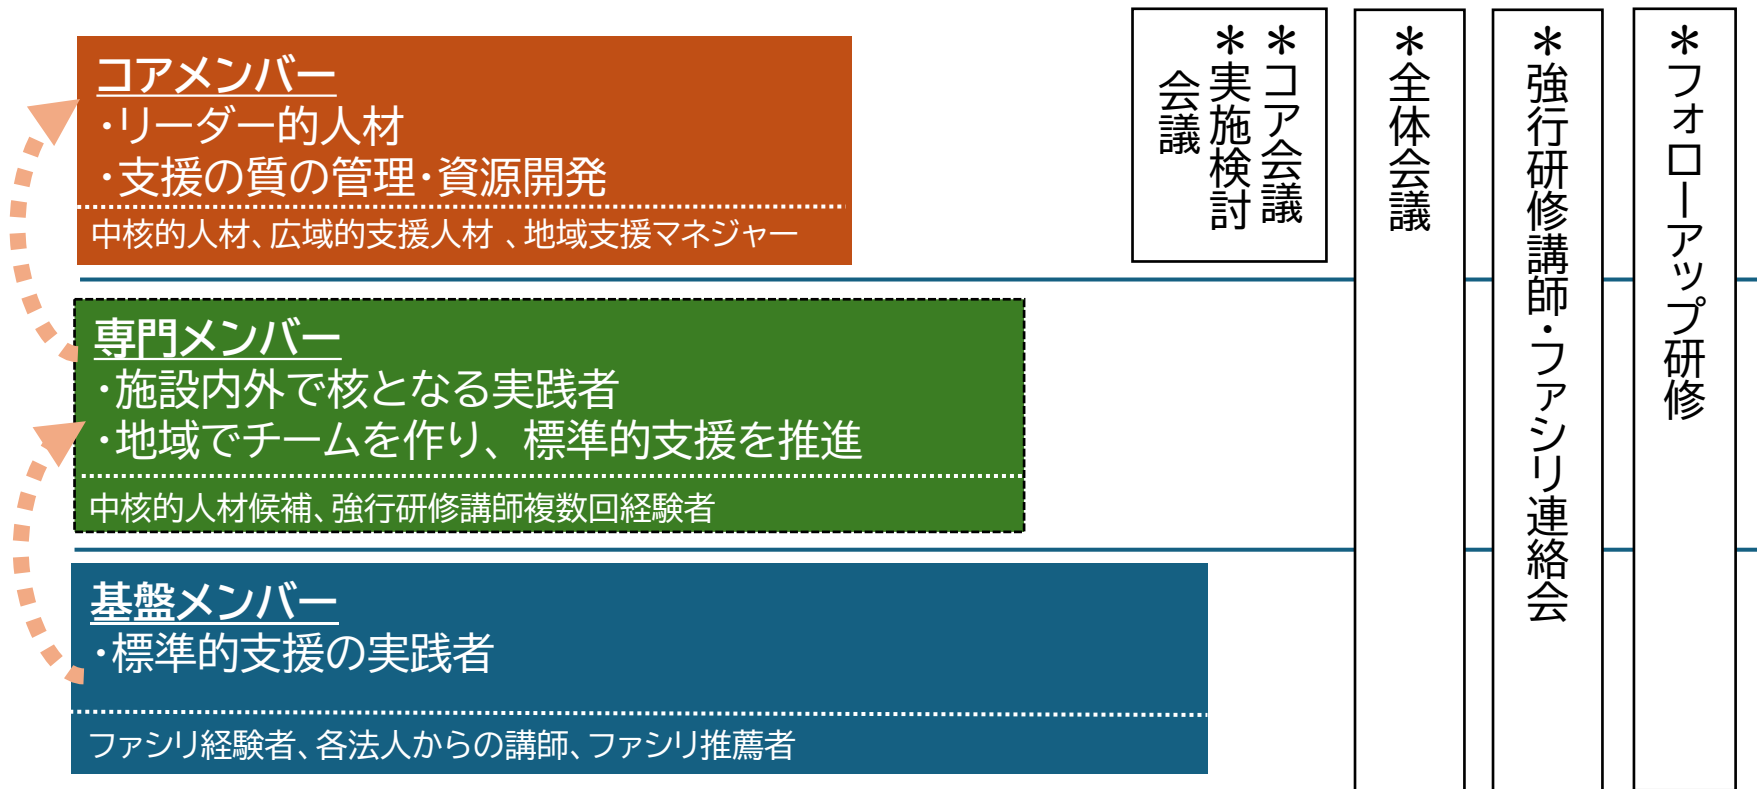 コアメンバー
・リーダー的人材
・支援の質の管理・資源開発
中核的人材、広域的支援人材 、地域支援マネジャー
専門メンバー
・施設内外で核となる実践者
・地域でチームを作り、標準的支援を推進
中核的人材候補、強行研修講師複数回経験者
基盤メンバー
・標準的支援の実践者
ファシリ経験者、各法人からの講師、ファシリ推薦者
＊コア会議
＊実施検討
会議
＊全体会議
＊強行研修講師・ファシリ連絡会
＊フォローアップ研修